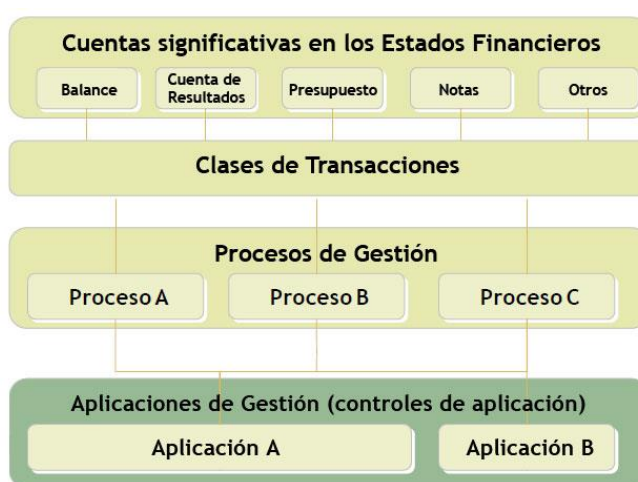 Cuentas significativas en los Estados Financieros
Balance
Cuenta de
Resultados
Presupuesto
Notas
Otros
Clases de Transacciones
Procesos de Gestión
Proceso A
Proceso B
Proceso C
Aplicaciones de Gestión (controles de aplicación)
Aplicación A
Aplicación B